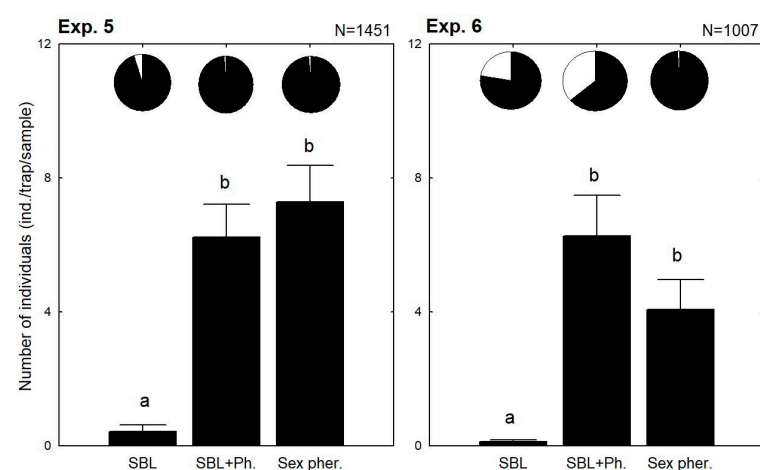 Exp. 5 N=1451
Exp. 6 N=1007
Number of individuals (ind./trap/sample)
12
8
4
0
a
b
b
SBL SBL+Ph. Sex pher.
12
8
4
0
a
b
b
SBL SBL+Ph. Sex pher.